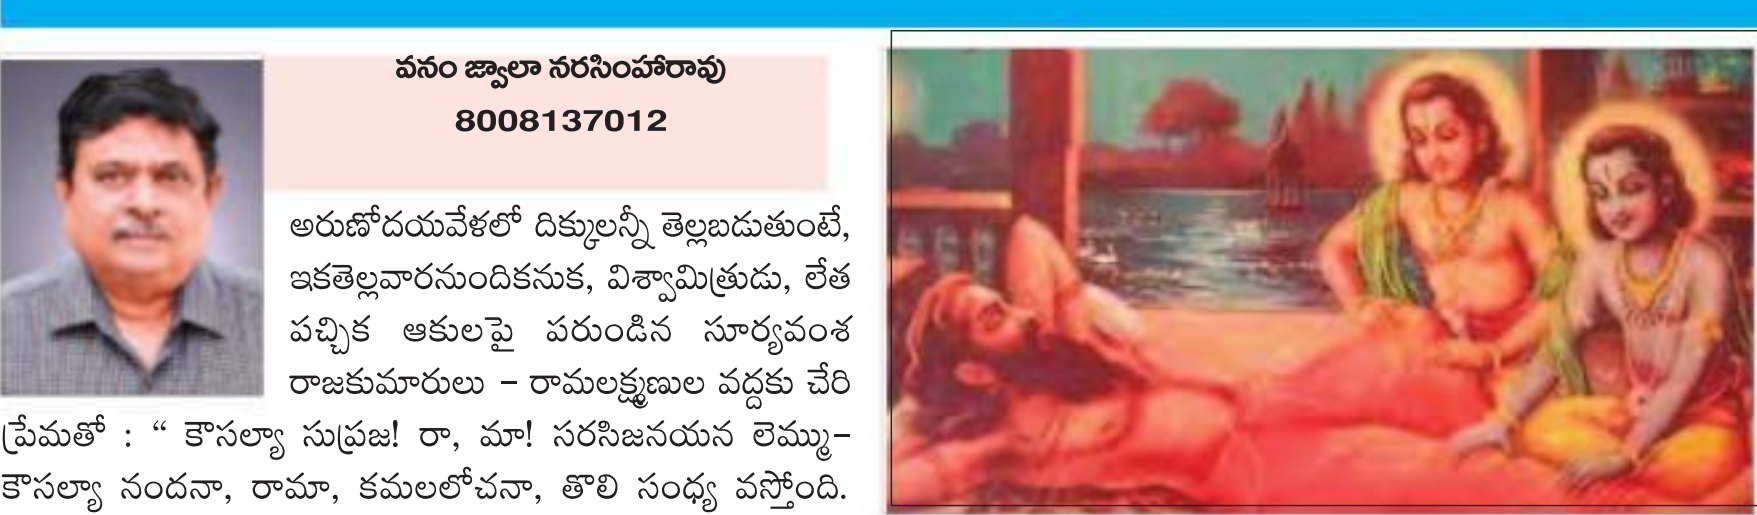 వనం జ్వాలా నరసింహారావు
8008137012
అరుణోదయవేళలో దిక్కులన్నీ తెల్లబడుతుంటే,
ఇకతెల్లవారనుందికనుక, విశ్వామిత్రుడు, లేత
పచ్చిక ఆకులపై పరుండిన సూర్యవంశ
రాజకుమారులు – రామలక్ష్మణుల వద్దకు చేరి
ప్రేమతో : “ కౌసల్యా సుప్రజ! రా, మా! సరసిజనయన లెమ్ము–
కౌసల్యా నందనా, రామా, కమలలోచనా, తొలి సంధ్య వస్తోంది.